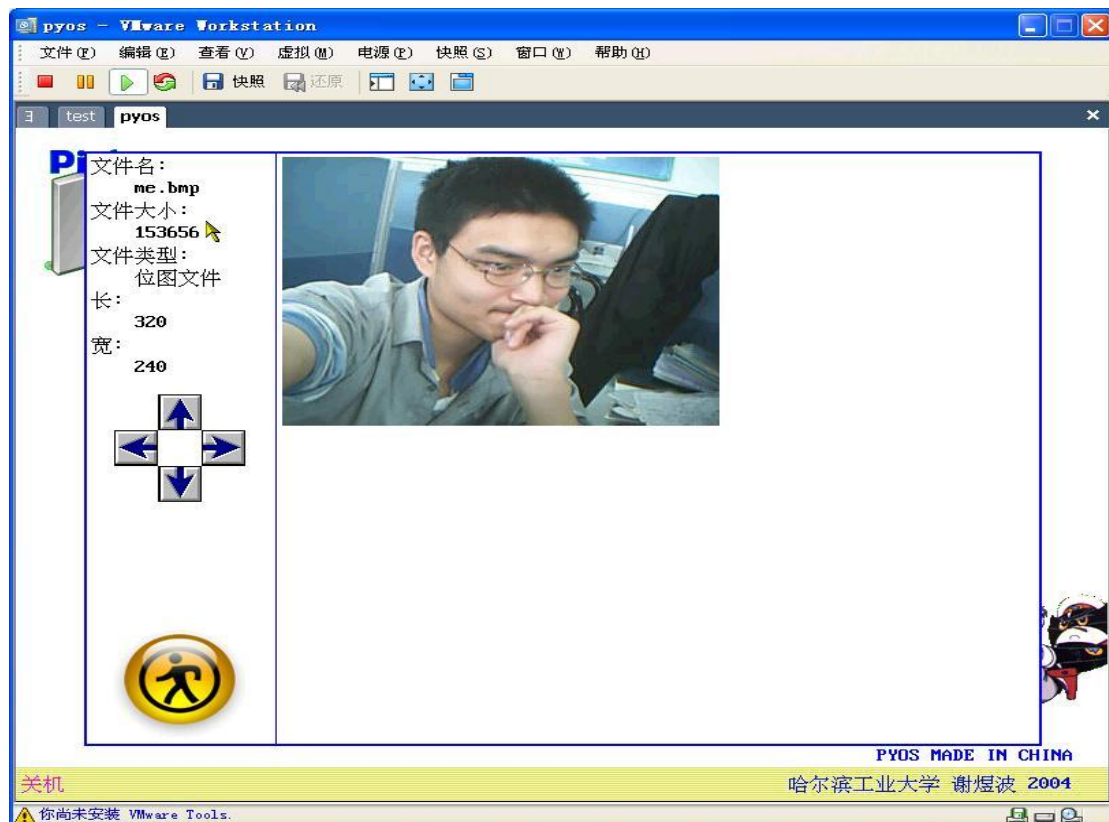 pyos - VMware Workstation
文件(F) 编辑(E) 查看(V) 虚拟(M) 电源(P) 快照(S) 窗口(W) 帮助(H)
快照 还原
test pyos
文件名:
me.bmp
文件大小:
153656
文件类型:
位图文件
长:
320
宽:
240
PYOS MADE IN CHINA
关机 哈尔滨工业大学 谢煜波 2004
你尚未安装 VMware Tools.